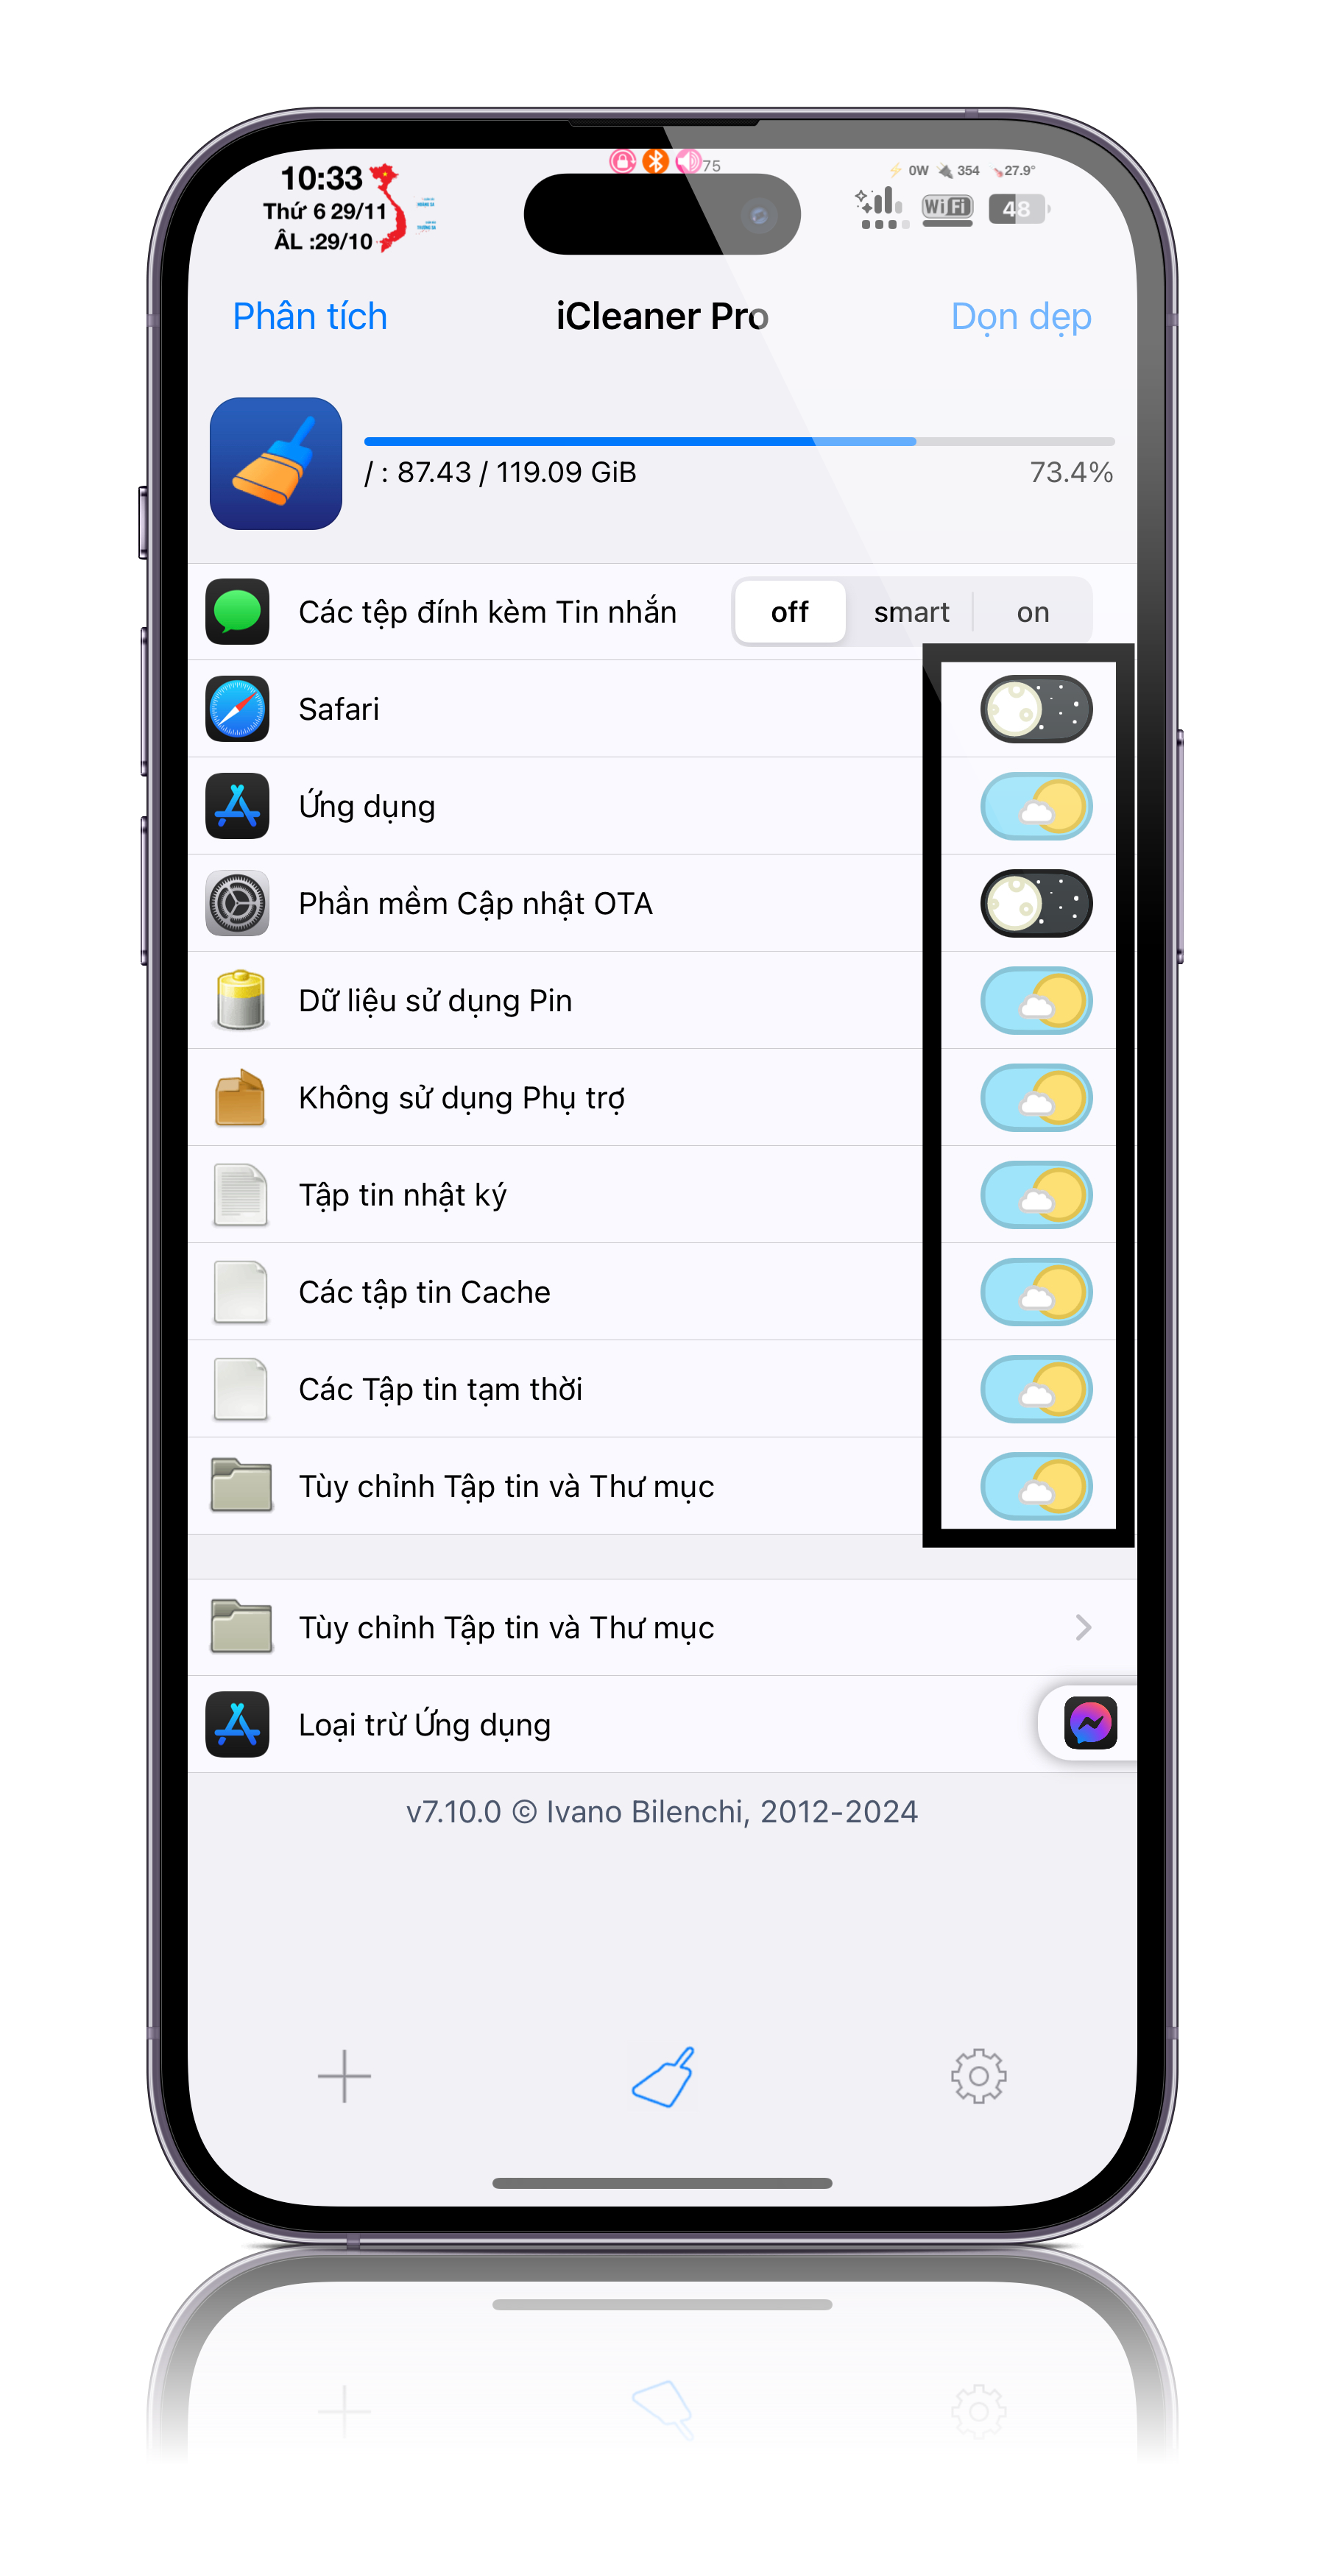 10:33
Thứ 6 29/11
ÂL :29/10
75
0W 354 27.9°
WiFi 48
Phân tích
iCleaner Pro
Dọn dẹp
/ : 87.43 / 119.09 GiB
73.4%
Các tệp đính kèm Tin nhắn
off smart on
Safari
Ứng dụng
Phần mềm Cập nhật OTA
Dữ liệu sử dụng Pin
Không sử dụng Phụ trợ
Tập tin nhật ký
Các tập tin Cache
Các Tập tin tạm thời
Tùy chỉnh Tập tin và Thư mục
Tùy chỉnh Tập tin và Thư mục
Loại trừ Ứng dụng
v7.10.0 © Ivano Bilenchi, 2012-2024